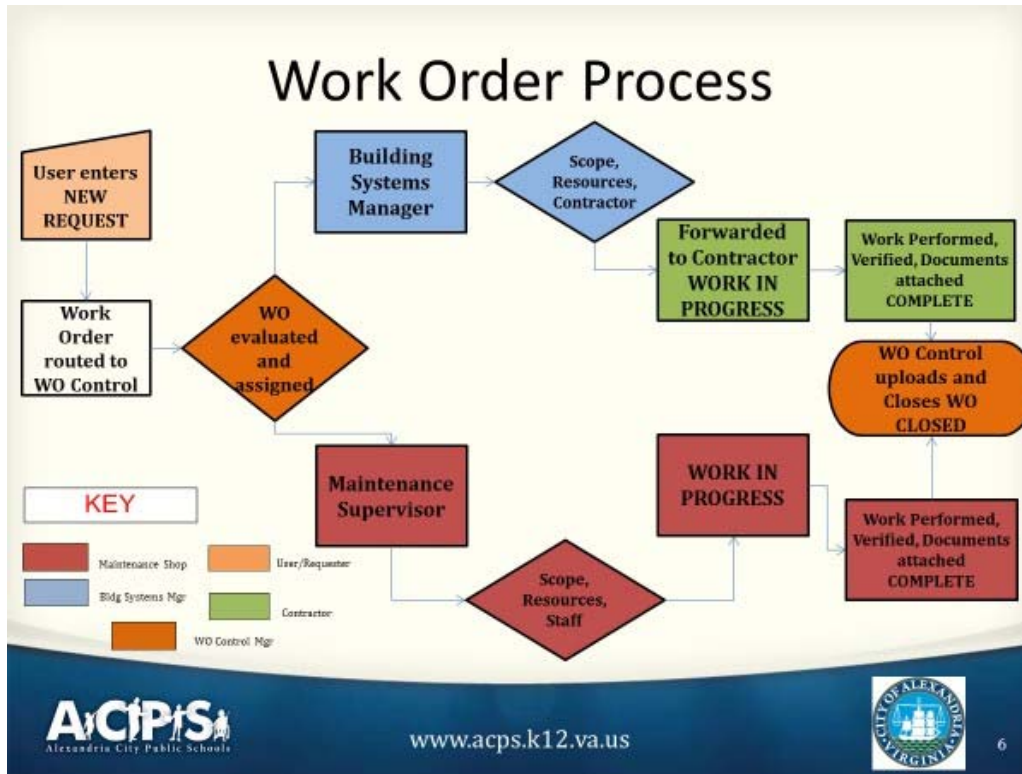 Work Order Process
User enters
NEW
REQUEST
Building
Systems
Manager
Scope,
Resources,
Contractor
Forwarded
to Contractor
WORK IN
PROGRESS
Work Performed,
Verified, Documents
attached
COMPLETE
Work
Order
routed to
WO Control
WO
evaluated
and
assigned
WO Control
uploads and
Closes WO
CLOSED
Maintenance
Supervisor
WORK IN
PROGRESS
Scope,
Resources,
Staff
Work Performed,
Verified, Documents
attached
COMPLETE
KEY
Maintenance Shop
User/Requester
Bldg Systems Mgr
Contractor
WO Control Mgr
ACPS
Alexandria City Public Schools
www.acps.k12.va.us
CITY OF ALEXANDRIA
VIRGINIA
6